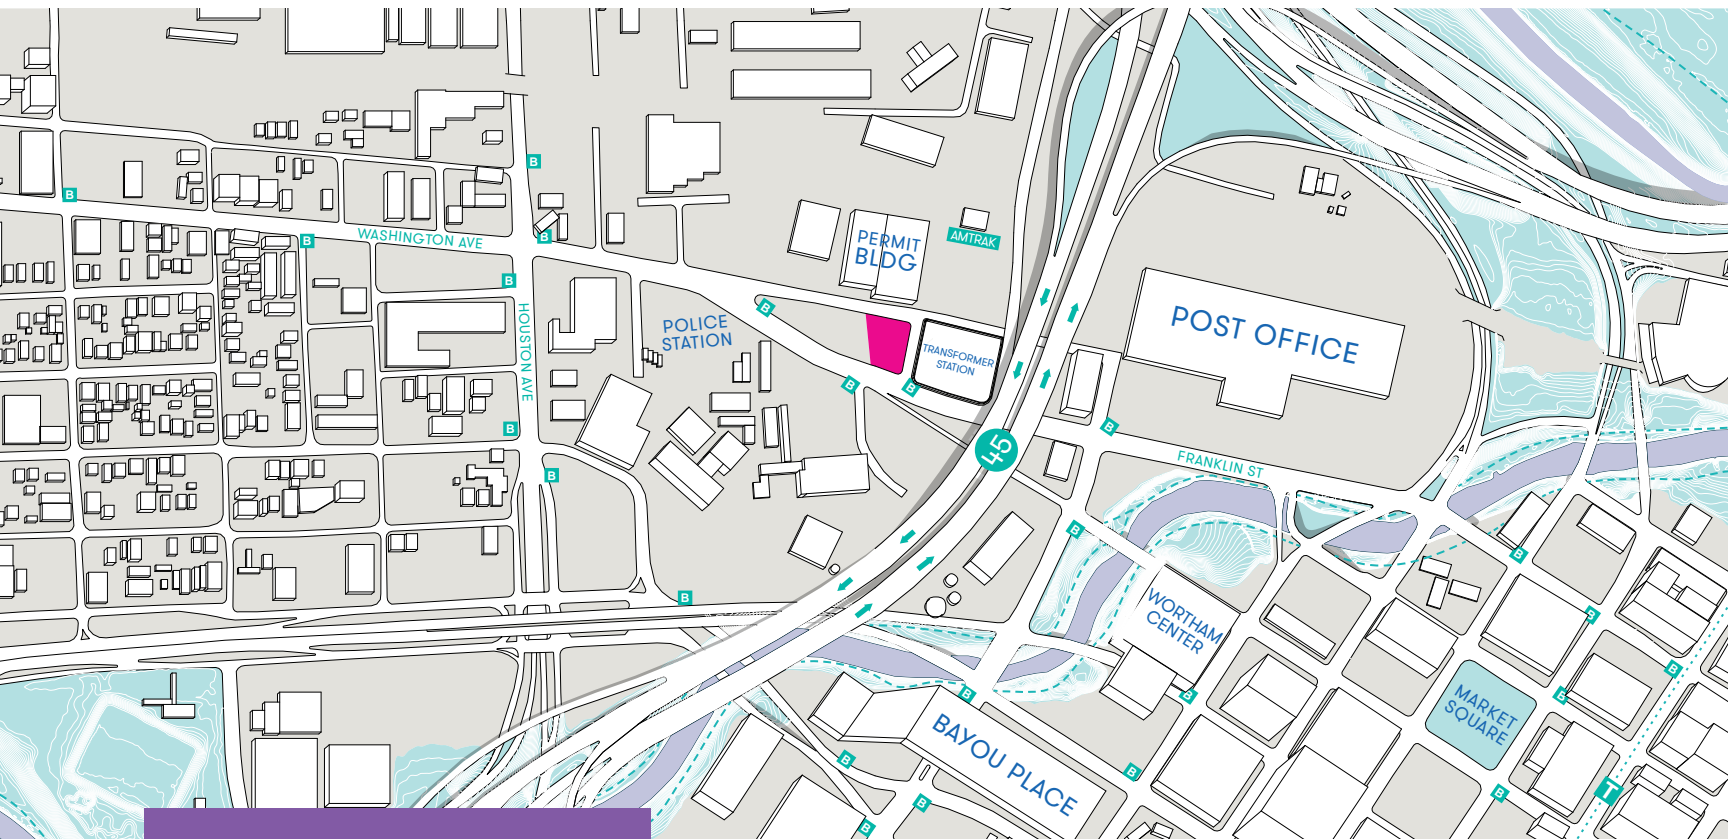 B
B
WASHINGTON AVE
B
B
B
PERMIT
BLDG
AMTRAK
B
POLICE
STATION
HOUSTON AVE
TRANSFORMER
STATION
POST OFFICE
B
B
B
B
45
FRANKLIN ST
B
B
B
B
B
WORTHAM
CENTER
B
B
B
B
B
MARKET
SQUARE
BAYOU PLACE
B
B
B
B
B
T